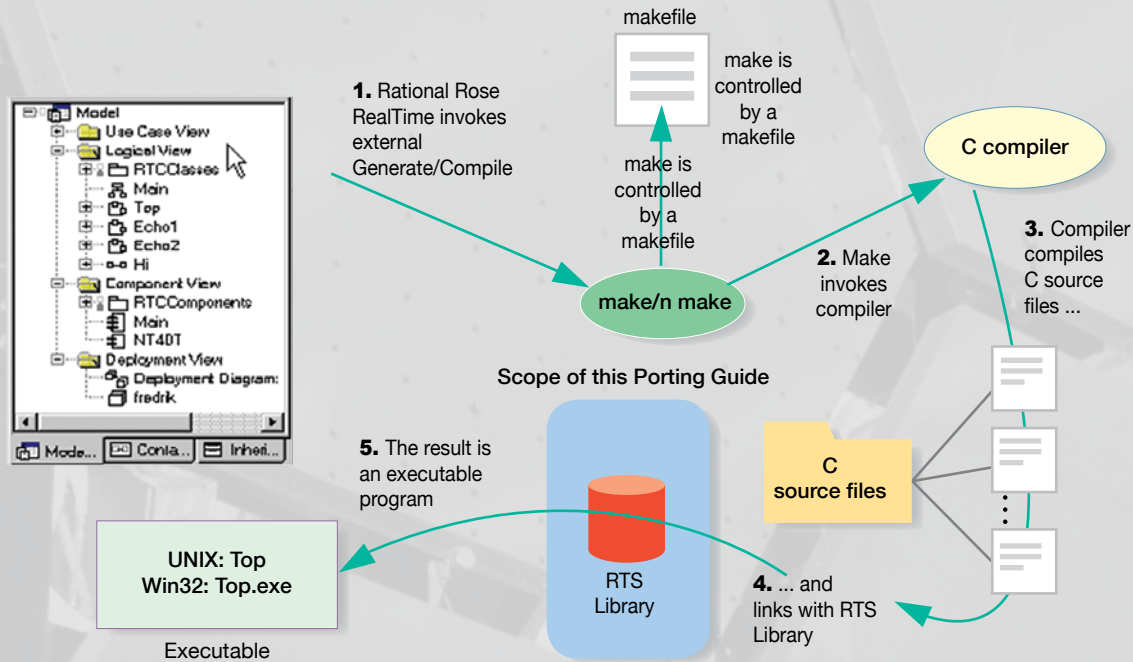 Model
Use Case View
Logical View
RTCClasses
Main
Top
Echo1
Echo2
Hi
Component View
RTCComponents
Main
NT40T
Deployment View
Deployment Diagram:
fredrik
Mode...
Conta...
Inheri...
1. Rational Rose
RealTime invokes
external
Generate/Compile
makefile
make is
controlled
by a
makefile
make is
controlled
by a
makefile
make/n make
2. Make
invokes
compiler
C compiler
3. Compiler
compiles
C source
files ...
C
source files
4. ... and
links with RTS
Library
Scope of this Porting Guide
RTS
Library
5. The result is
an executable
program
UNIX: Top
Win32: Top.exe
Executable